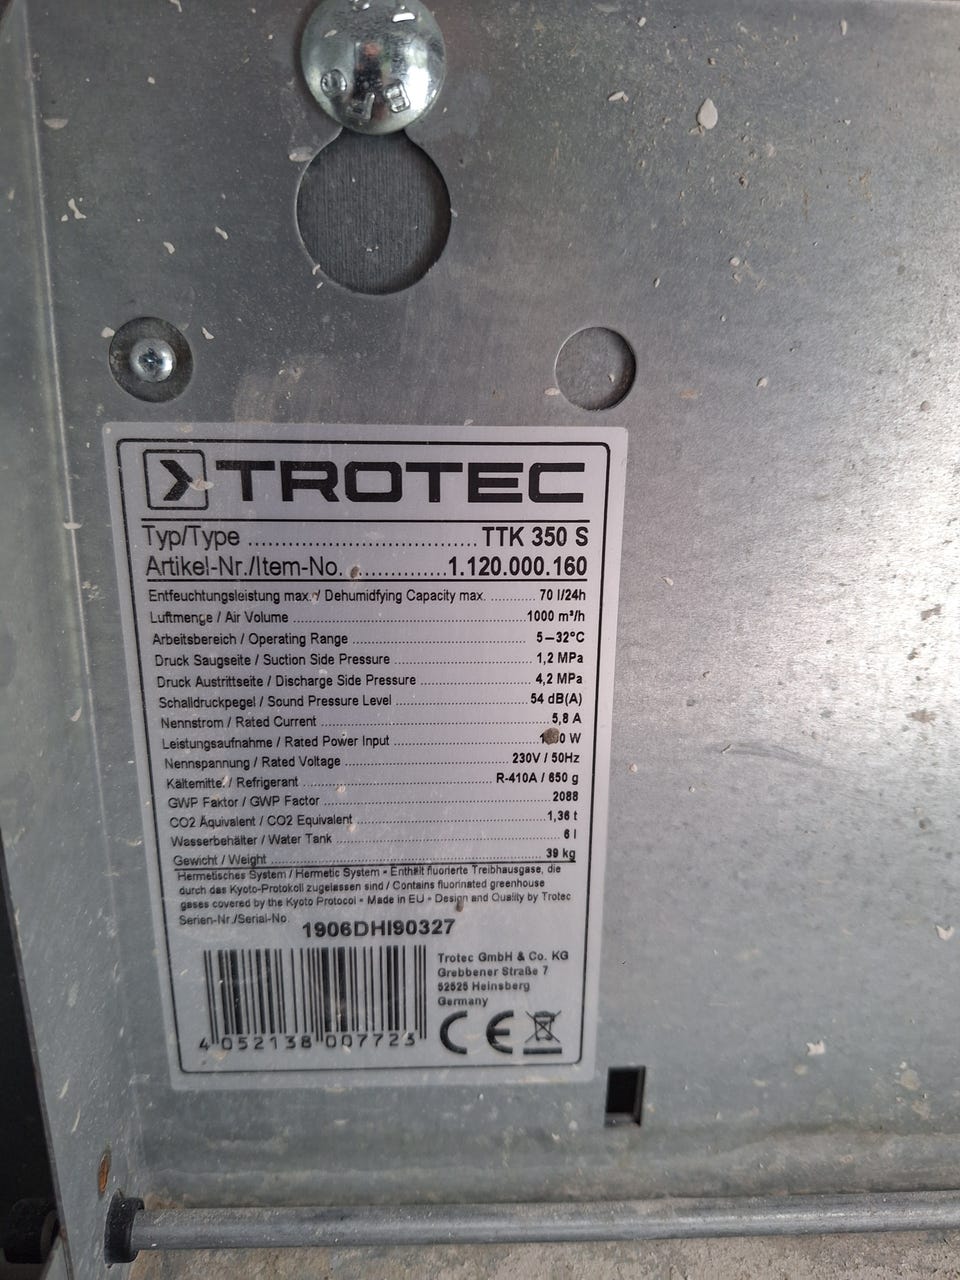 TROTEC
Typ/Type ................................. TTK 350 S
Artikel-Nr./Item-No. .............. 1.120.000.160
Entfeuchtungsleistung max. / Dehumidfying Capacity max. ........... 70 l/24h
Luftmenge / Air Volume ........................................................ 1000 m³/h
Arbeitsbereich / Operating Range ............................................ 5–32°C
Druck Saugseite / Suction Side Pressure ................................. 1,2 MPa
Druck Austrittseite / Discharge Side Pressure ........................... 4,2 MPa
Schalldruckpegel / Sound Pressure Level ................................ 54 dB(A)
Nennstrom / Rated Current ..................................................... 5,8 A
Leistungsaufnahme / Rated Power Input W
Nennspannung / Rated Voltage ......................................... 230V / 50Hz
Kältemittel / Refrigerant ............................................... R-410A / 650 g
GWP Faktor / GWP Factor ...................................................... 2088
CO2 Äquivalent / CO2 Equivalent ............................................. 1,36 t
Wasserbehälter / Water Tank .................................................... 6 l
Gewicht / Weight ................................................................. 39 kg
Hermetisches System / Hermetic System • Enthält fluorierte Treibhausgase, die
durch das Kyoto-Protokoll zugelassen sind / Contains fluorinated greenhouse
gases covered by the Kyoto Protocol • Made in EU • Design and Quality by Trotec
Serien-Nr./Serial-No.
1906DHI90327
Trotec GmbH & Co. KG
Grebbener Straße 7
52525 Heinsberg
Germany
4 052138 007723
CE